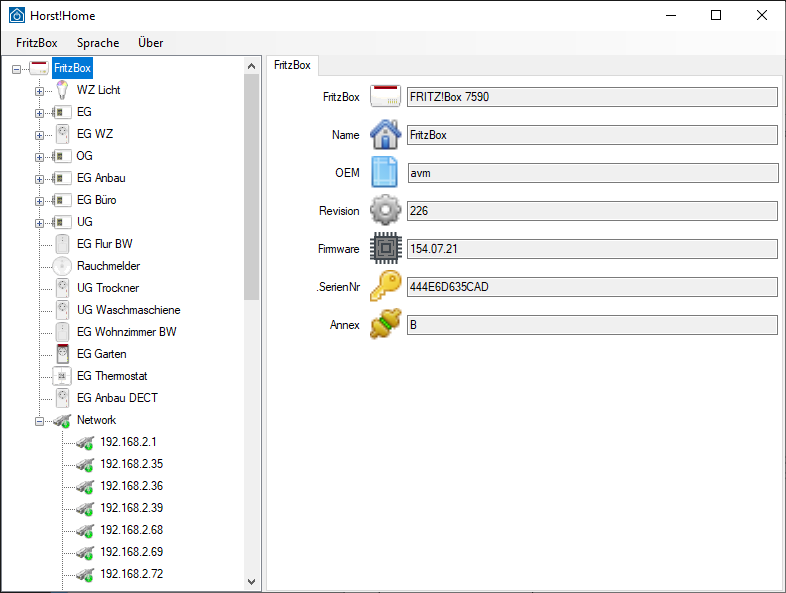 Horst!Home
FritzBox Sprache Über
FritzBox
WZ Licht
EG
EG WZ
OG
EG Anbau
EG Büro
UG
EG Flur BW
Rauchmelder
UG Trockner
UG Waschmaschiene
EG Wohnzimmer BW
EG Garten
EG Thermostat
EG Anbau DECT
Network
192.168.2.1
192.168.2.35
192.168.2.36
192.168.2.39
192.168.2.68
192.168.2.69
192.168.2.72
FritzBox
FritzBox FRITZ!Box 7590
Name FritzBox
OEM avm
Revision 226
Firmware 154.07.21
.SerienNr 444E6D635CAD
Annex B